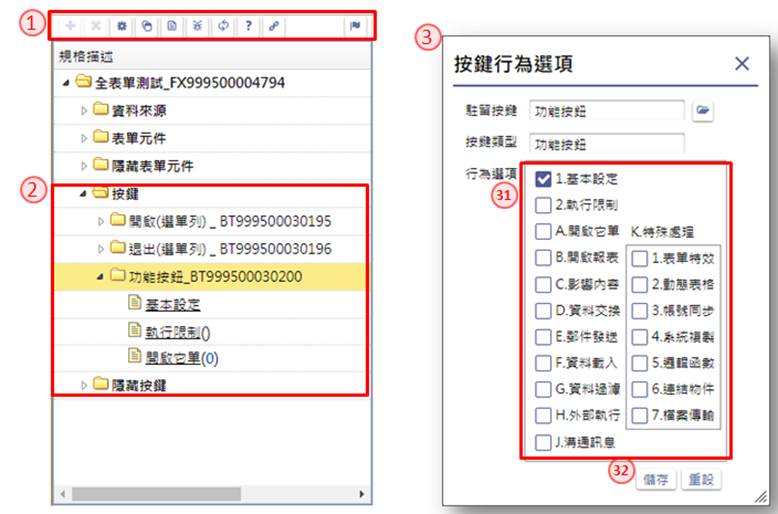 1
?
規格描述
全表單測試_FX999500004794
資料來源
表單元件
隱藏表單元件
2
按鍵
開啟(選單列) _ BT999500030195
退出(選單列) _ BT999500030196
功能按鈕_BT999500030200
基本設定
執行限制()
開啟它單(0)
隱藏按鍵
3
按鍵行為選項
駐留按鍵 功能按鈕
按鍵類型 功能按鈕
行為選項
31
1.基本設定
2.執行限制
A.開啟它單 K.特殊處理
B.開啟報表 1.表單特效
C.影響內容 2.動態表格
D.資料交換 3.帳號同步
E.郵件發送 4.系統複製
F.資料載入 5.邏輯函數
G.資料過濾 6.連結物件
H.外部執行 7.檔案傳輸
J.溝通訊息
32
儲存 重設